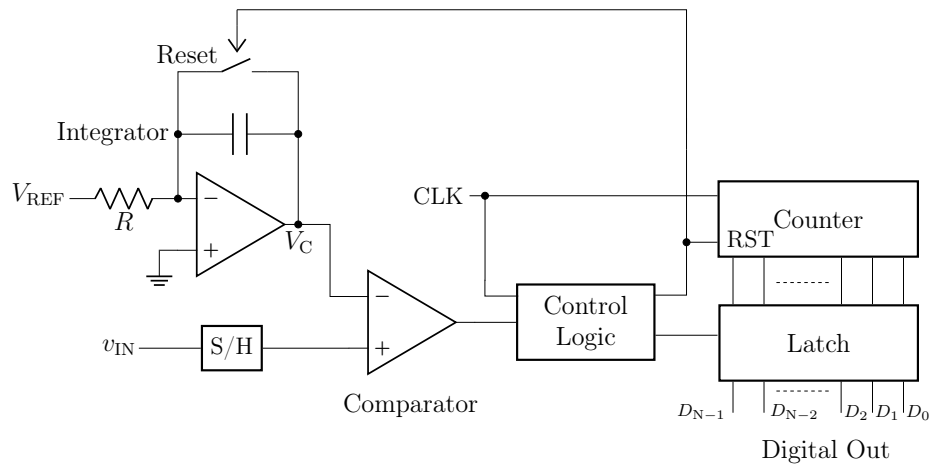 Reset
Integrator
V_REF
R
−
+
V_C
CLK
Counter
RST
−
+
Control
Logic
v_IN
S/H
Latch
Comparator
D_N−1 D_N−2 D_2 D_1 D_0
Digital Out